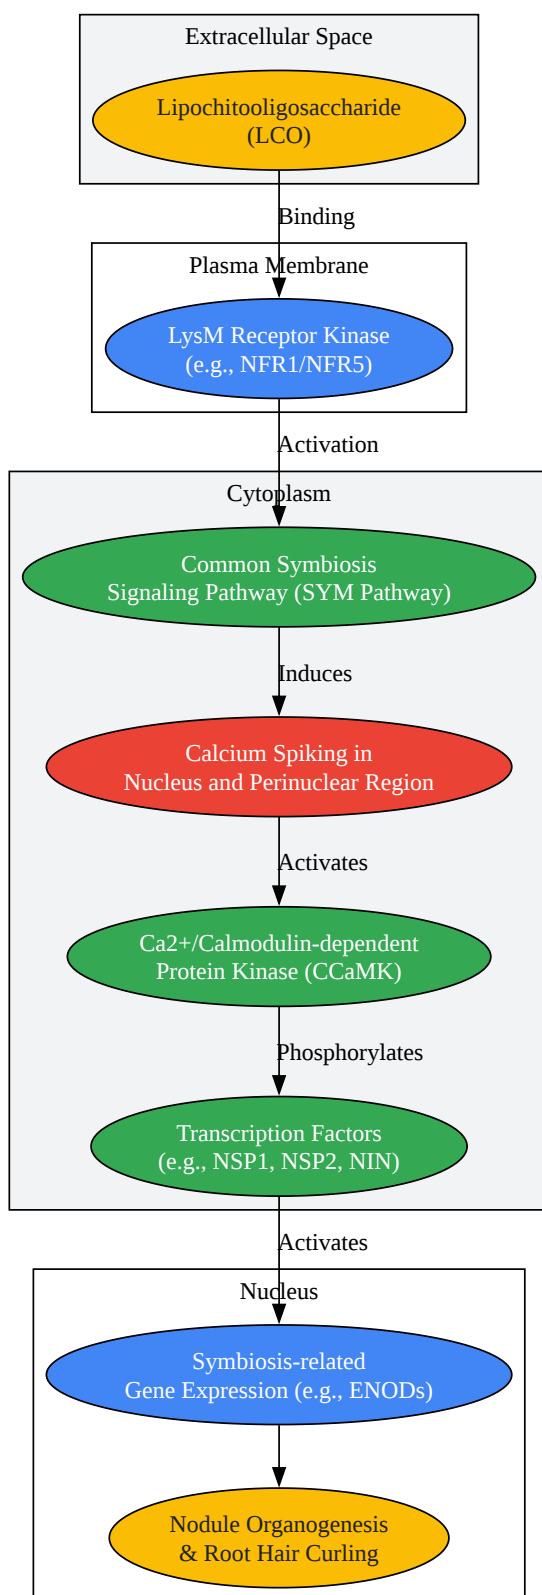 Extracellular Space
Lipochitooligosaccharide
(LCO)
Binding
Plasma Membrane
LysM Receptor Kinase
(e.g., NFR1/NFR5)
Activation
Cytoplasm
Common Symbiosis
Signaling Pathway (SYM Pathway)
Induces
Calcium Spiking in
Nucleus and Perinuclear Region
Activates
Ca2+/Calmodulin-dependent
Protein Kinase (CCaMK)
Phosphorylates
Transcription Factors
(e.g., NSP1, NSP2, NIN)
Activates
Nucleus
Symbiosis-related
Gene Expression (e.g., ENODs)
Nodule Organogenesis
& Root Hair Curling